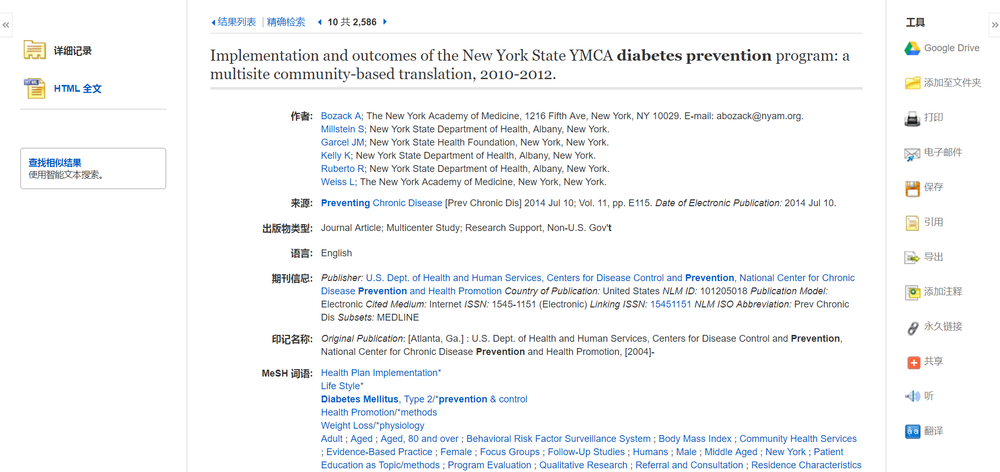 «
详细记录
HTML
HTML 全文
查找相似结果
使用智能文本搜索。
结果列表 | 精确检索 10 共 2,586
Implementation and outcomes of the New York State YMCA diabetes prevention program: a
multisite community-based translation, 2010-2012.
作者: Bozack A; The New York Academy of Medicine, 1216 Fifth Ave, New York, NY 10029. E-mail: abozack@nyam.org.
Millstein S; New York State Department of Health, Albany, New York.
Garcel JM; New York State Health Foundation, New York, New York.
Kelly K; New York State Department of Health, Albany, New York.
Ruberto R; New York State Department of Health, Albany, New York.
Weiss L; The New York Academy of Medicine, New York, New York.
来源: Preventing Chronic Disease [Prev Chronic Dis] 2014 Jul 10; Vol. 11, pp. E115. Date of Electronic Publication: 2014 Jul 10.
出版物类型: Journal Article; Multicenter Study; Research Support, Non-U.S. Gov't
语言: English
期刊信息: Publisher: U.S. Dept. of Health and Human Services, Centers for Disease Control and Prevention, National Center for Chronic
Disease Prevention and Health Promotion Country of Publication: United States NLM ID: 101205018 Publication Model:
Electronic Cited Medium: Internet ISSN: 1545-1151 (Electronic) Linking ISSN: 15451151 NLM ISO Abbreviation: Prev Chronic
Dis Subsets: MEDLINE
印记名称: Original Publication: [Atlanta, Ga.] : U.S. Dept. of Health and Human Services, Centers for Disease Control and Prevention,
National Center for Chronic Disease Prevention and Health Promotion, [2004]-
MeSH 词语: Health Plan Implementation*
Life Style*
Diabetes Mellitus, Type 2/*prevention & control
Health Promotion/*methods
Weight Loss/*physiology
Adult ; Aged ; Aged, 80 and over ; Behavioral Risk Factor Surveillance System ; Body Mass Index ; Community Health Services
; Evidence-Based Practice ; Female ; Focus Groups ; Follow-Up Studies ; Humans ; Male ; Middle Aged ; New York ; Patient
Education as Topic/methods ; Program Evaluation ; Qualitative Research ; Referral and Consultation ; Residence Characteristics
»
工具
Google Drive
添加至文件夹
打印
电子邮件
保存
引用
导出
添加注释
永久链接
共享
听
翻译